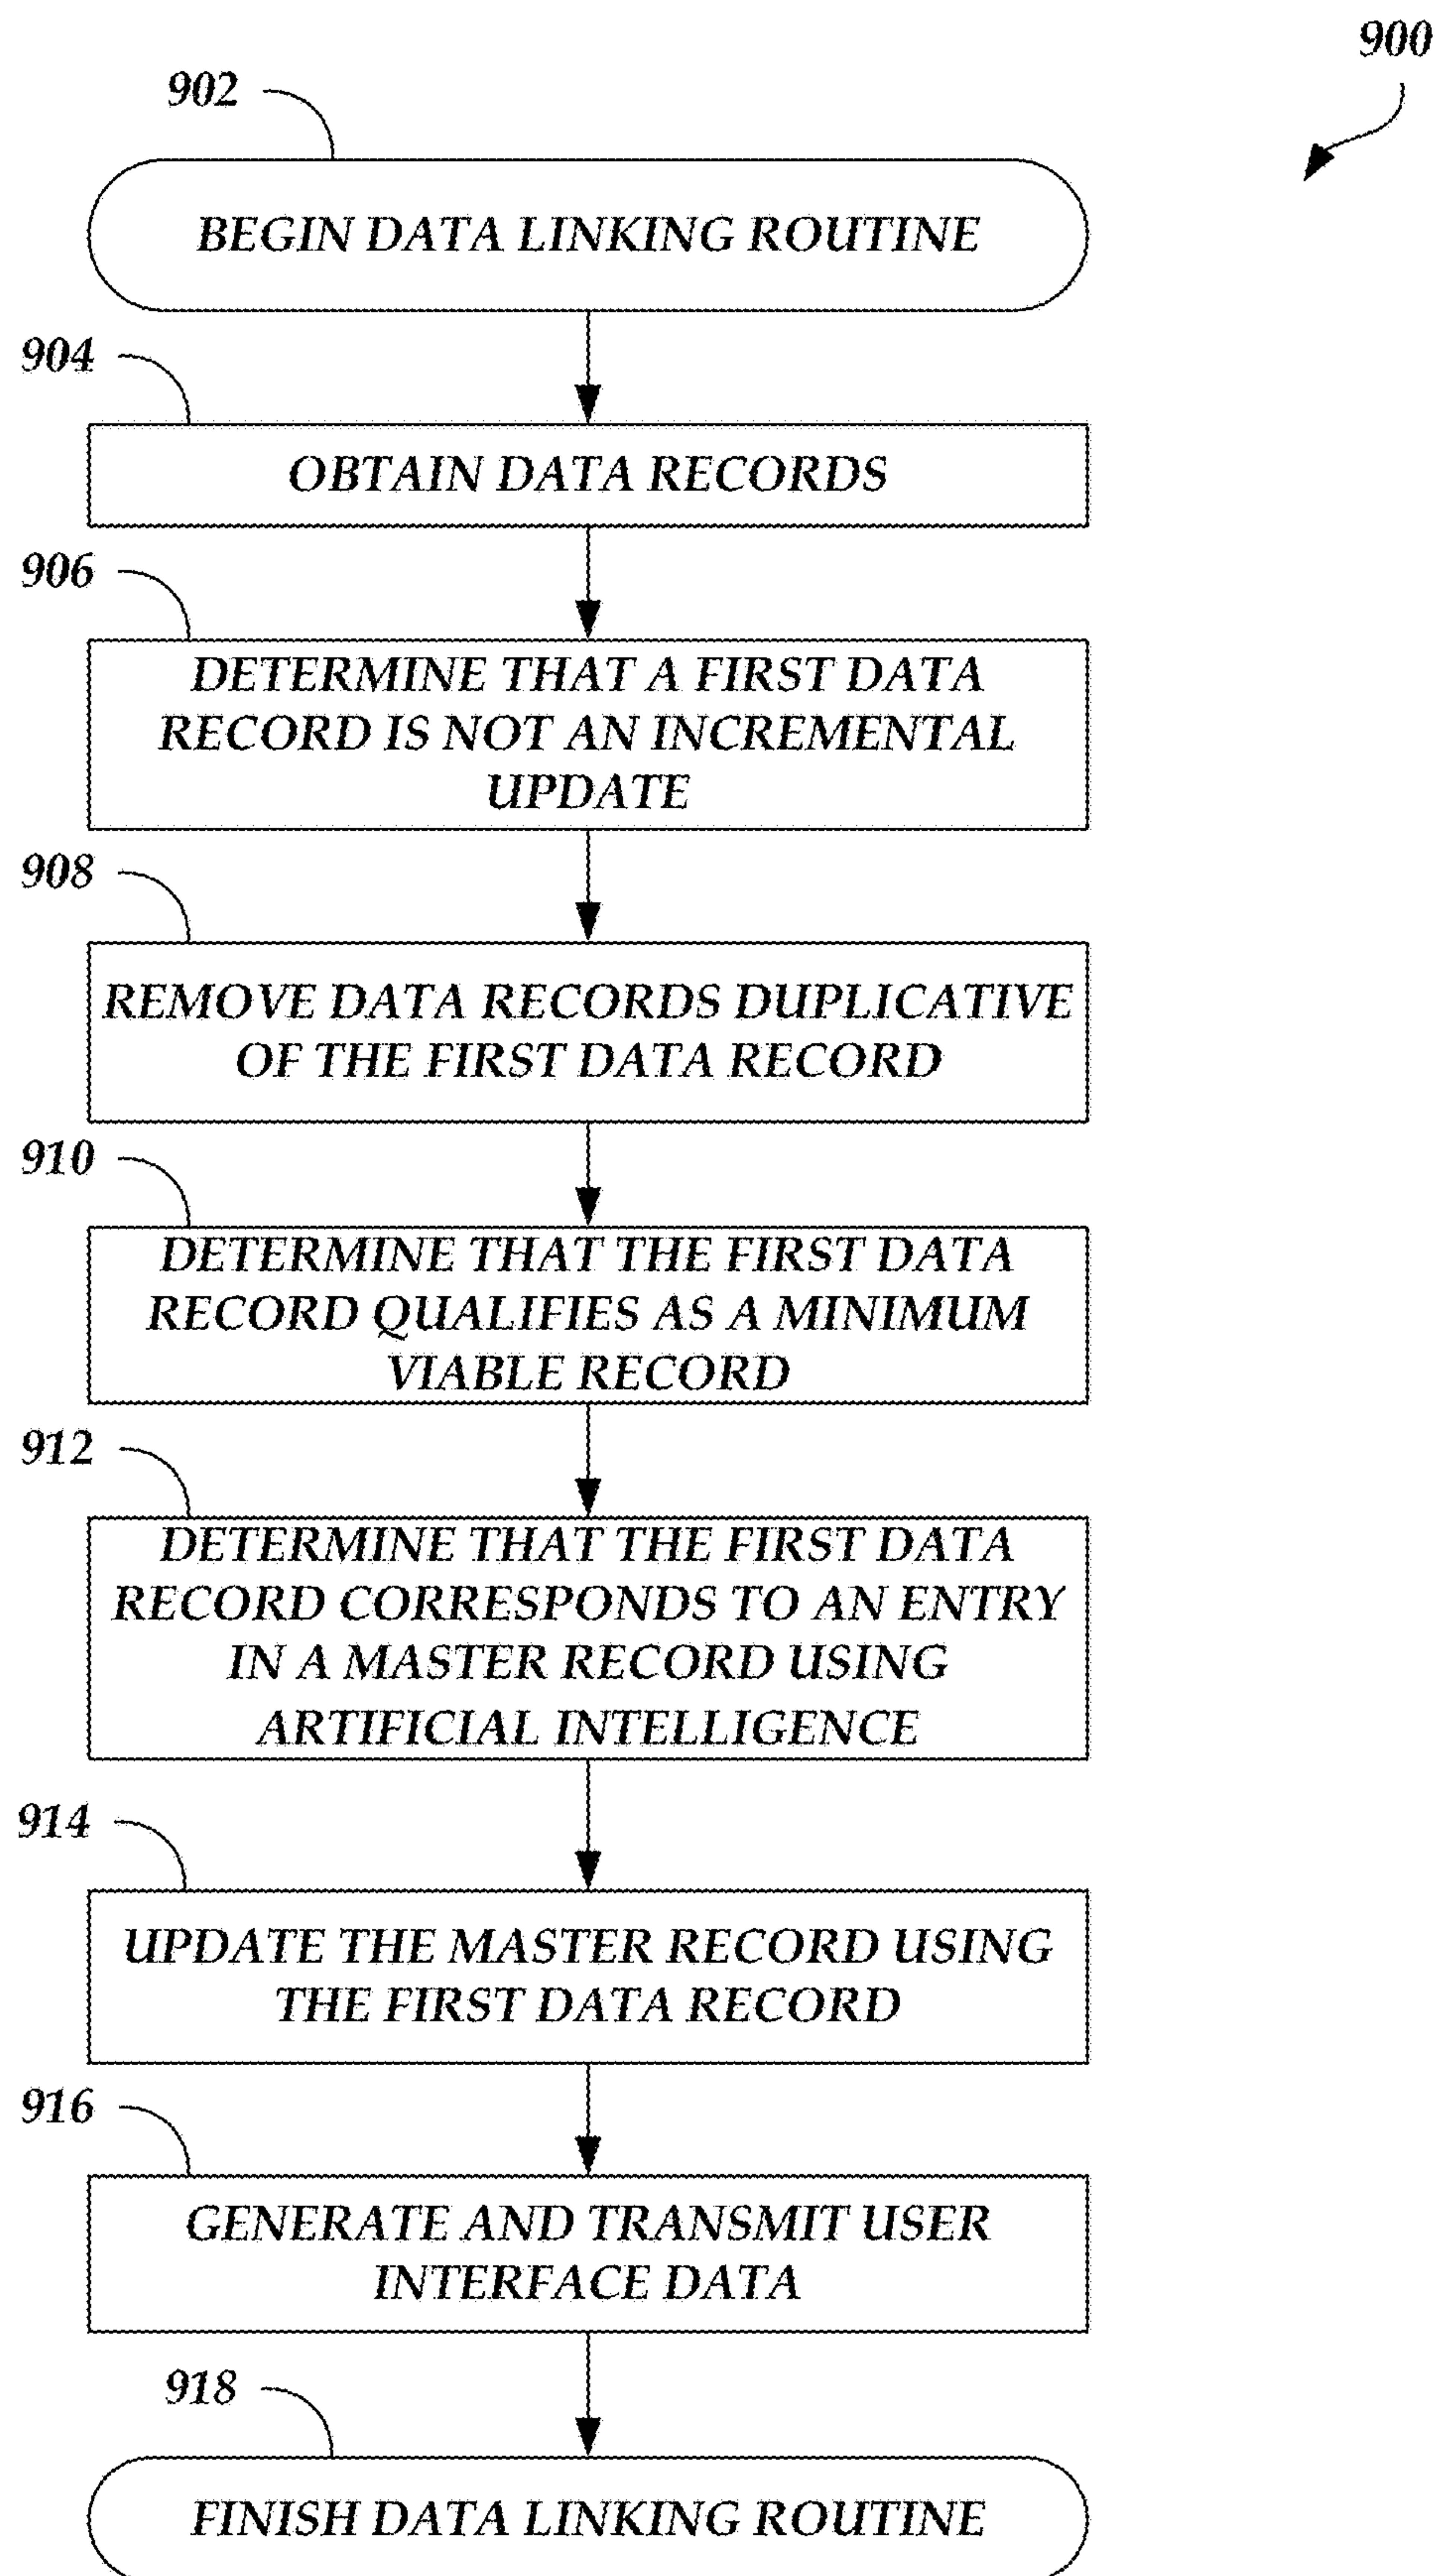 900
902
BEGIN DATA LINKING ROUTINE
904
OBTAIN DATA RECORDS
906
DETERMINE THAT A FIRST DATA
RECORD IS NOT AN INCREMENTAL
UPDATE
908
REMOVE DATA RECORDS DUPLICATIVE
OF THE FIRST DATA RECORD
910
DETERMINE THAT THE FIRST DATA
RECORD QUALIFIES AS A MINIMUM
VIABLE RECORD
912
DETERMINE THAT THE FIRST DATA
RECORD CORRESPONDS TO AN ENTRY
IN A MASTER RECORD USING
ARTIFICIAL INTELLIGENCE
914
UPDATE THE MASTER RECORD USING
THE FIRST DATA RECORD
916
GENERATE AND TRANSMIT USER
INTERFACE DATA
918
FINISH DATA LINKING ROUTINE